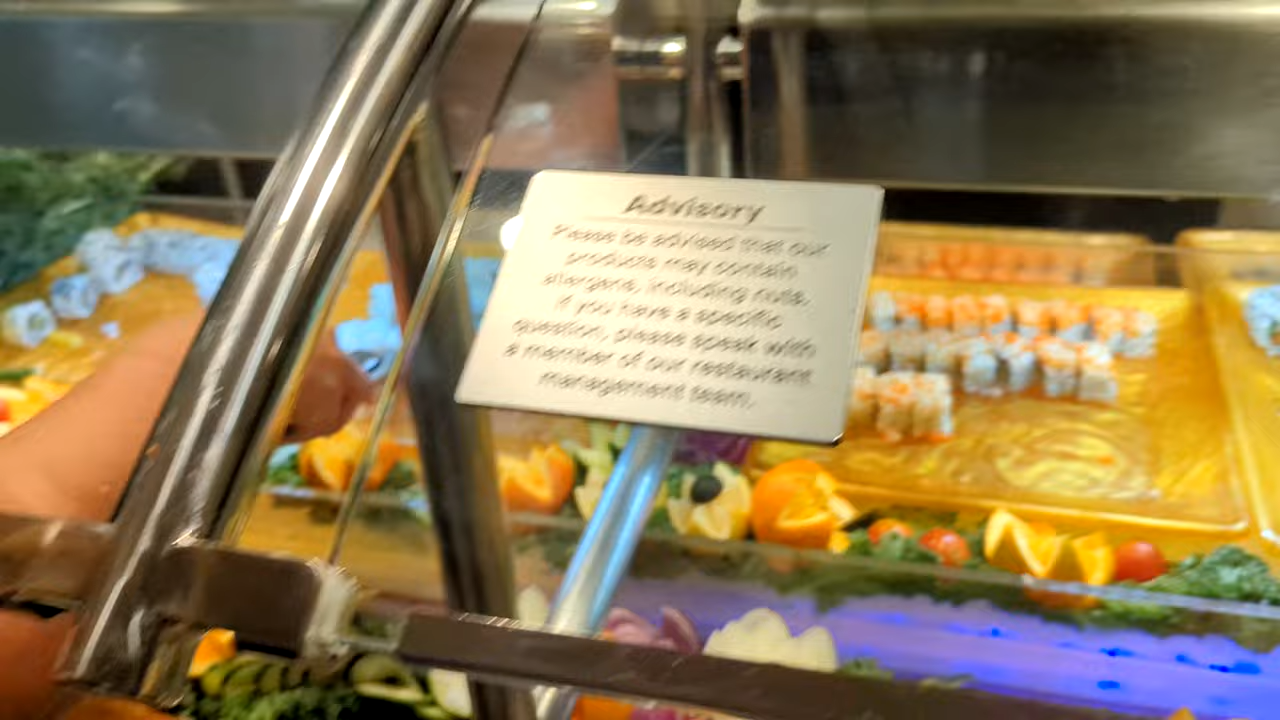 Advisory
Please be advised that our
products may contain
allergens, including nuts.
If you have a specific
question, please speak with
a member of our restaurant
management team.